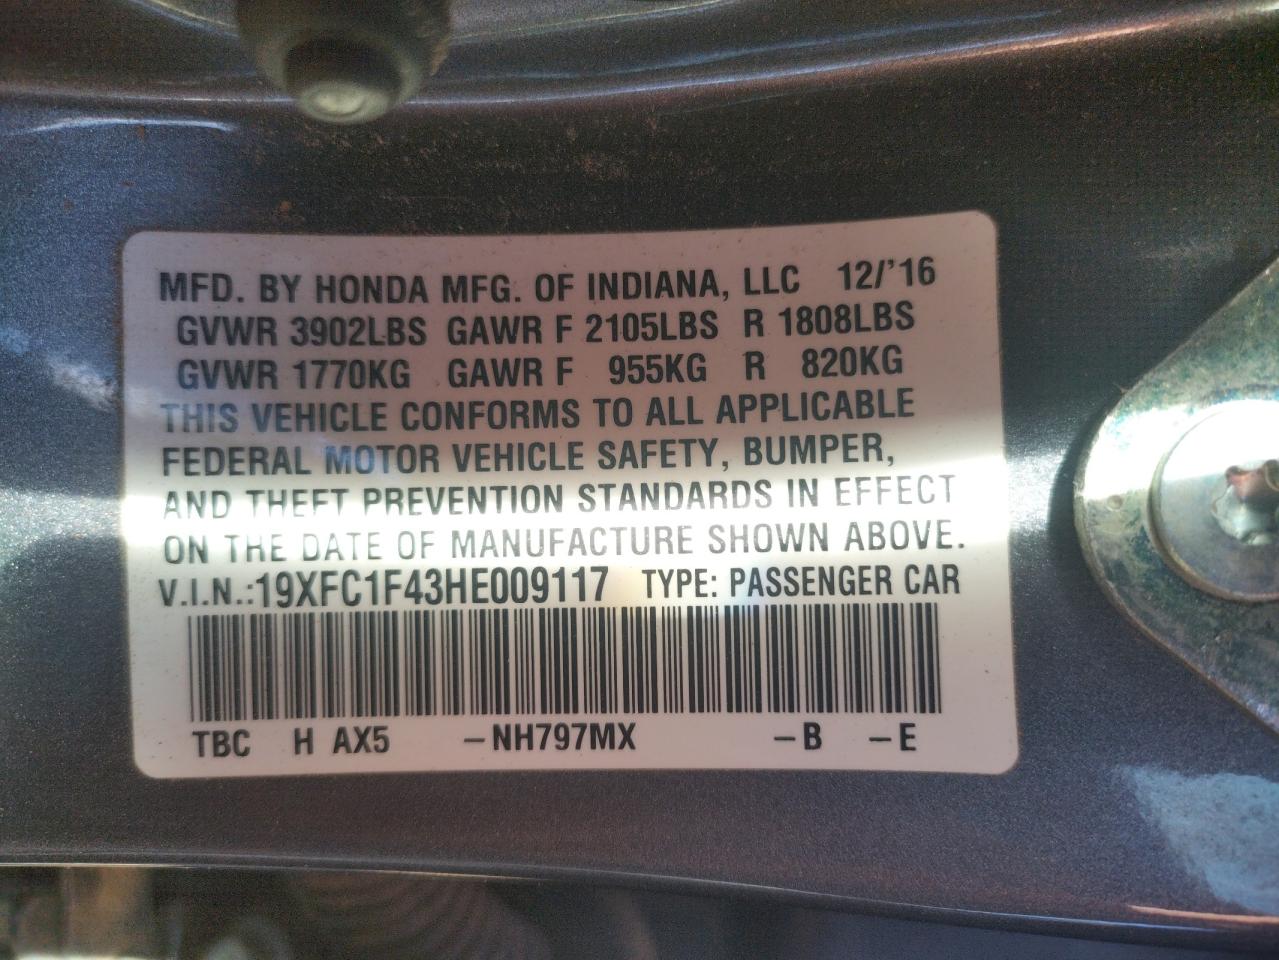 MFD. BY HONDA MFG. OF INDIANA, LLC 12/'16
GVWR 3902LBS GAWR F 2105LBS R 1808LBS
GVWR 1770KG GAWR F 955KG R 820KG
THIS VEHICLE CONFORMS TO ALL APPLICABLE
FEDERAL MOTOR VEHICLE SAFETY, BUMPER,
AND THEFT PREVENTION STANDARDS IN EFFECT
ON THE DATE OF MANUFACTURE SHOWN ABOVE.
V.I.N.:19XFC1F43HE009117 TYPE: PASSENGER CAR
TBC H AX5 –NH797MX –B –E